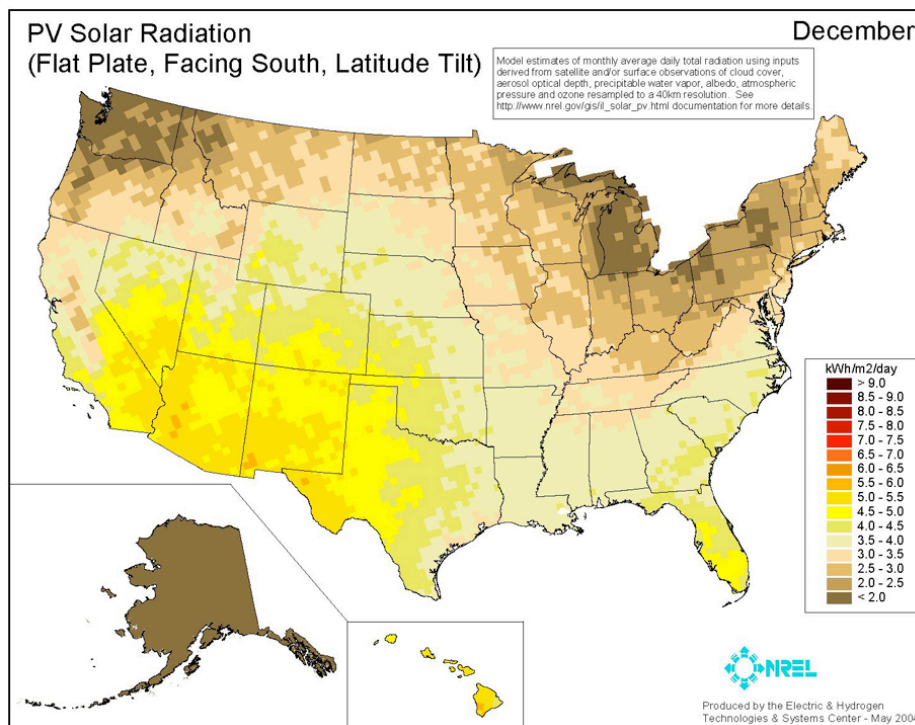 PV Solar Radiation
(Flat Plate, Facing South, Latitude Tilt)
December
Model estimates of monthly average daily total radiation using inputs
derived from satellite and/or surface observations of cloud cover,
aerosol optical depth, precipitable water vapor, albedo, atmospheric
pressure and ozone resampled to a 40km resolution. See
http://www.nrel.gov/gis/il_solar_pv.html documentation for more details.
kWh/m2/day
> 9.0
8.5 - 9.0
8.0 - 8.5
7.5 - 8.0
7.0 - 7.5
6.5 - 7.0
6.0 - 6.5
5.5 - 6.0
5.0 - 5.5
4.5 - 5.0
4.0 - 4.5
3.5 - 4.0
3.0 - 3.5
2.5 - 3.0
2.0 - 2.5
< 2.0
NREL
Produced by the Electric & Hydrogen
Technologies & Systems Center - May 200